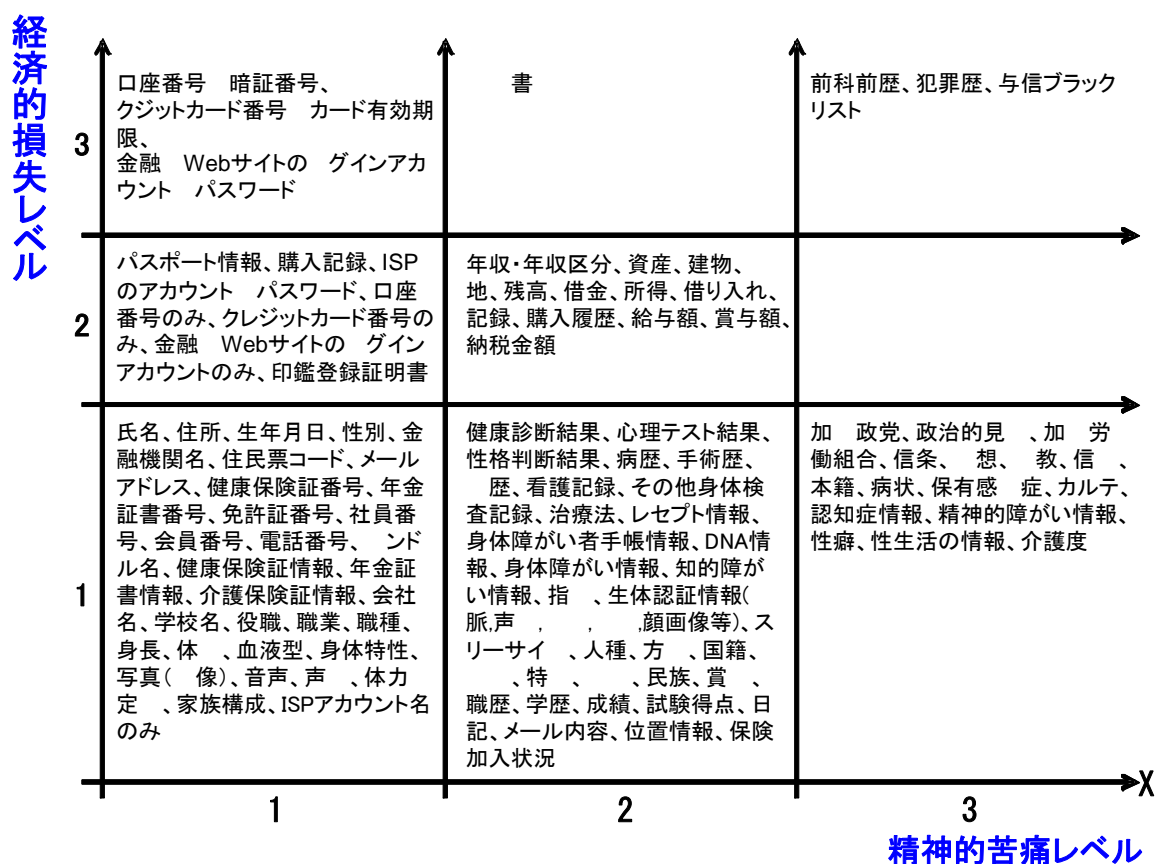 経済的損失レベル
3
口座番号　暗証番号、
クジットカード番号　カード有効期
限、
金融　Webサイトの　グインアカ
ウント　パスワード
書
前科前歴、犯罪歴、与信ブラック
リスト
2
パスポート情報、購入記録、ISP
のアカウント　パスワード、口座
番号のみ、クレジットカード番号の
み、金融　Webサイトの　グイン
アカウントのみ、印鑑登録証明書
年収・年収区分、資産、建物、
地、残高、借金、所得、借り入れ、
記録、購入履歴、給与額、賞与額、
納税金額
1
氏名、住所、生年月日、性別、金
融機関名、住民票コード、メール
アドレス、健康保険証番号、年金
証書番号、免許証番号、社員番
号、会員番号、電話番号、　ンド
ル名、健康保険証情報、年金証
書情報、介護保険証情報、会社
名、学校名、役職、職業、職種、
身長、体　、血液型、身体特性、
写真(　像)、音声、声　、体力
定　、家族構成、ISPアカウント名
のみ
健康診断結果、心理テスト結果、
性格判断結果、病歴、手術歴、
歴、看護記録、その他身体検
査記録、治療法、レセプト情報、
身体障がい者手帳情報、DNA情
報、身体障がい情報、知的障が
い情報、指　、生体認証情報(
脈,声　,　　,　　,顔画像等)、ス
リーサイ　、人種、方　、国籍、
、特　、　　、民族、賞　、
職歴、学歴、成績、試験得点、日
記、メール内容、位置情報、保険
加入状況
加　政党、政治的見　、加　労
働組合、信条、　想、　教、信　、
本籍、病状、保有感　症、カルテ、
認知症情報、精神的障がい情報、
性癖、性生活の情報、介護度
1
2
3
X
精神的苦痛レベル